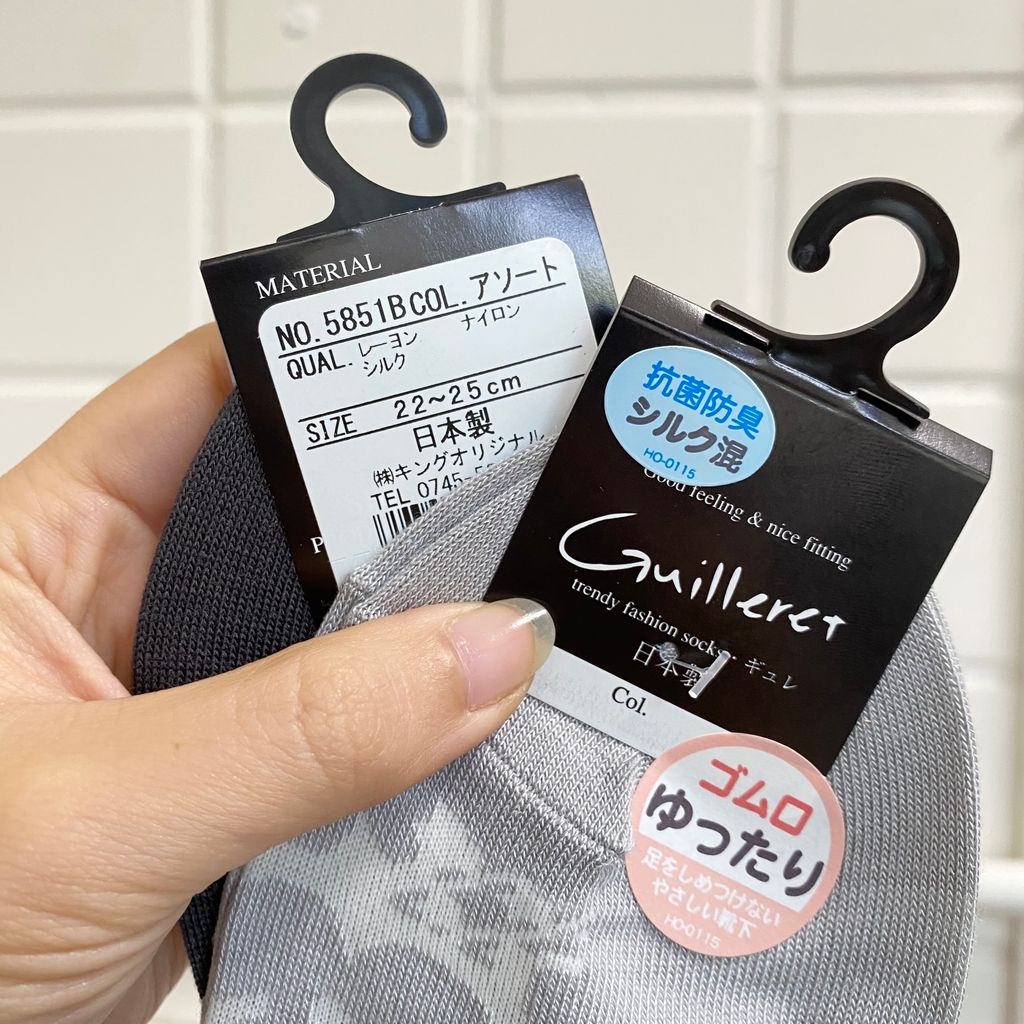 MATERIAL
NO. 5851B COL. アソート
QUAL. レーヨン ナイロン
シルク
SIZE 22~25cm
日本製
㈱キングオリジナル
TEL 0745-
抗菌防臭
シルク混
HO-0115
Good feeling & nice fitting
Guilleret
trendy fashion socks・ギュレ
日本製
Col.
ゴム口
ゆったり
足をしめつけない
やさしい靴下
HO-0115